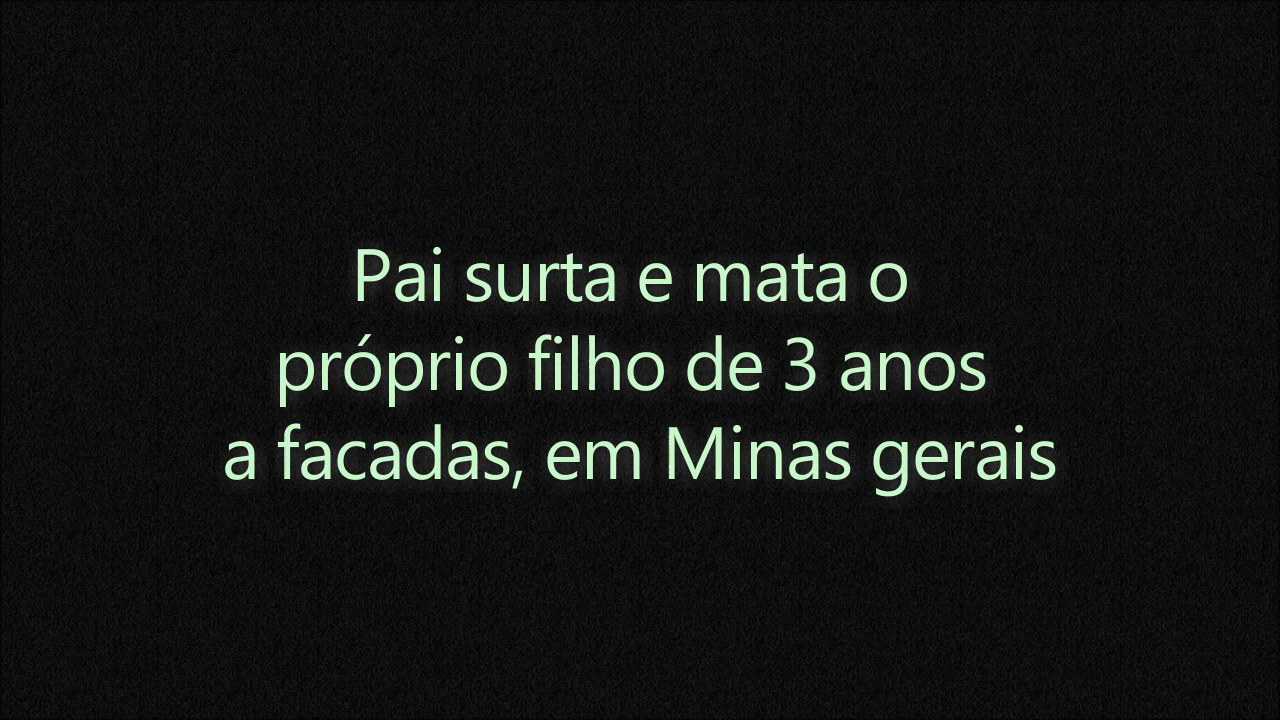 Pai surta e mata o
próprio filho de 3 anos
a facadas, em Minas gerais